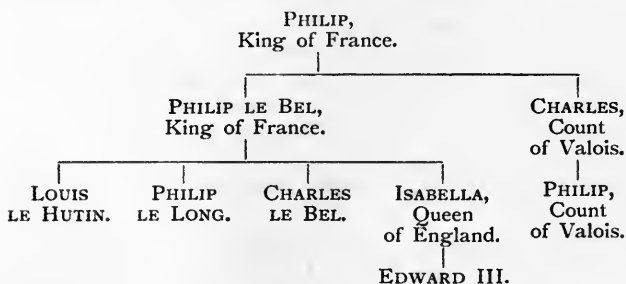 PHILIP,
King of France.
PHILIP LE BEL,
King of France.
CHARLES,
Count
of Valois.
LOUIS
LE HUTIN.
PHILIP
LE LONG.
CHARLES
LE BEL.
ISABELLA,
Queen
of England.
PHILIP,
Count
of Valois.
EDWARD III.